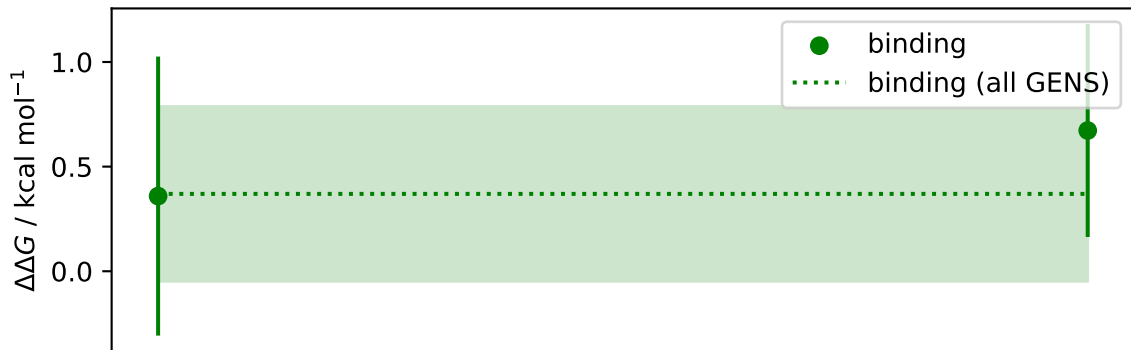 ΔΔG / kcal mol⁻¹
1.0
0.5
0.0
binding
binding (all GENS)